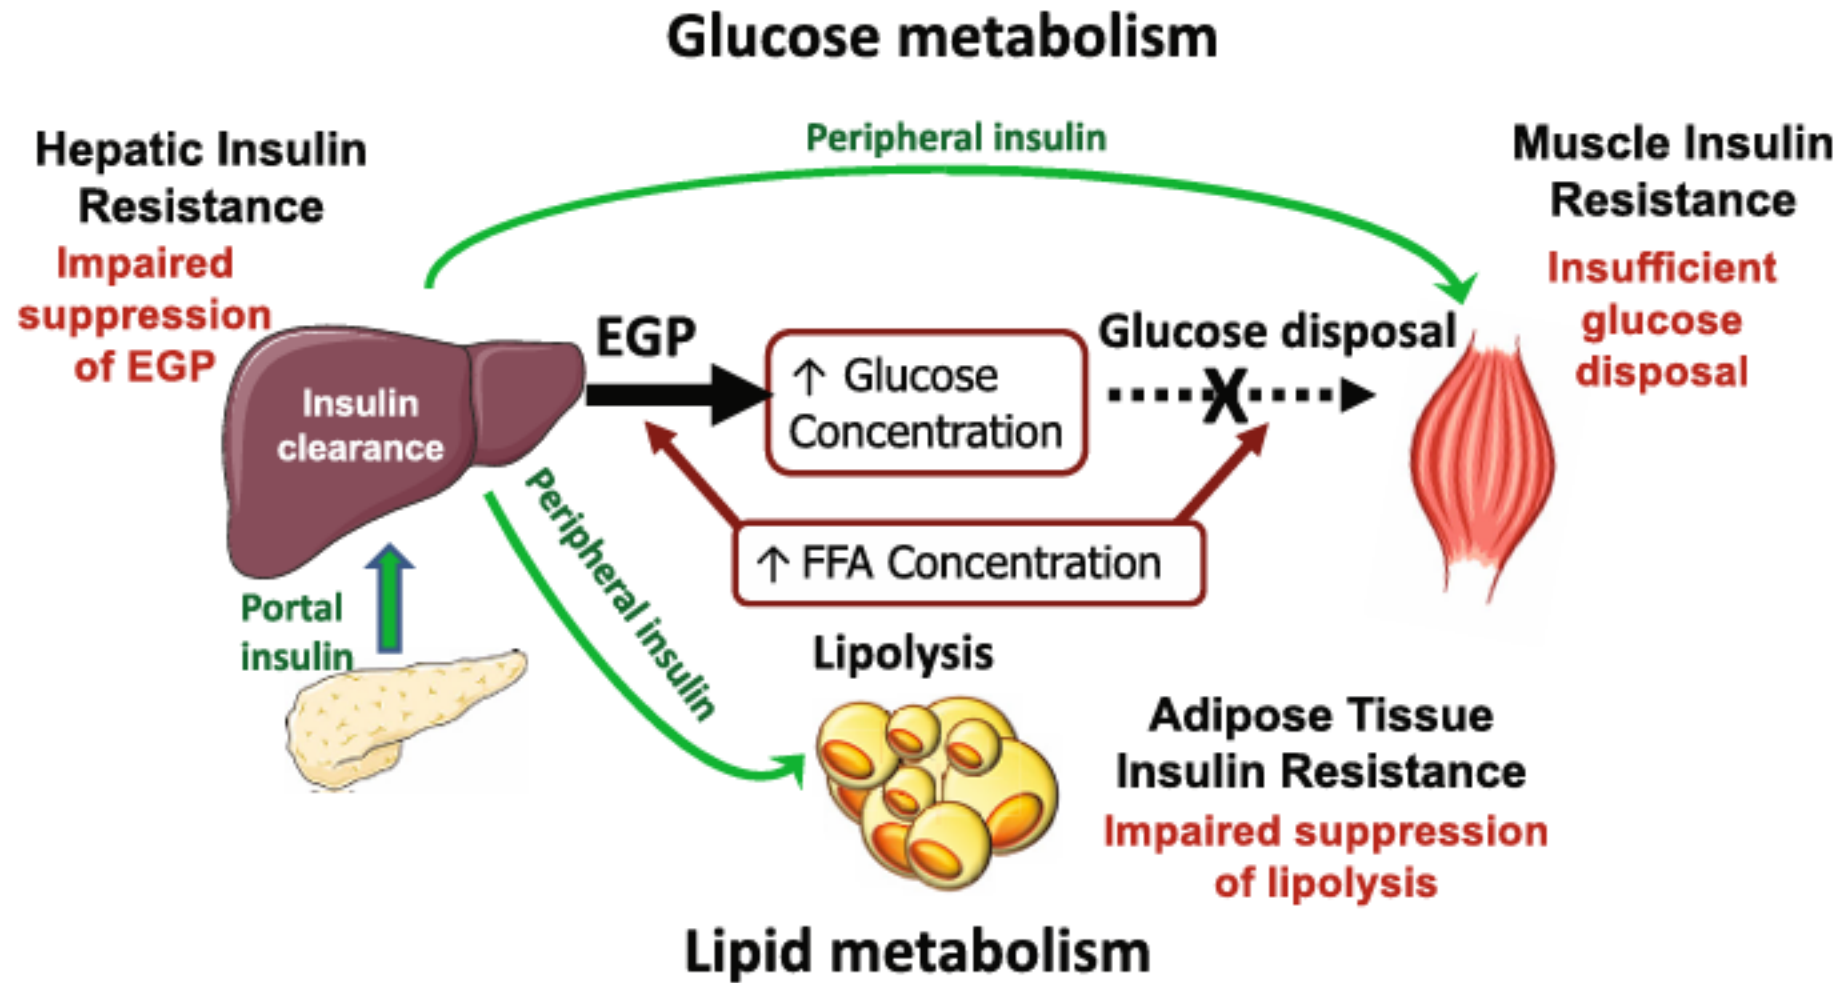 Glucose metabolism
Peripheral insulin
Hepatic Insulin
Resistance
Impaired
suppression
of EGP
Muscle Insulin
Resistance
Insufficient
glucose
disposal
Insulin
clearance
EGP
↑ Glucose
Concentration
Glucose disposal
X
Peripheral insulin
↑ FFA Concentration
Portal
insulin
Lipolysis
Adipose Tissue
Insulin Resistance
Impaired suppression
of lipolysis
Lipid metabolism